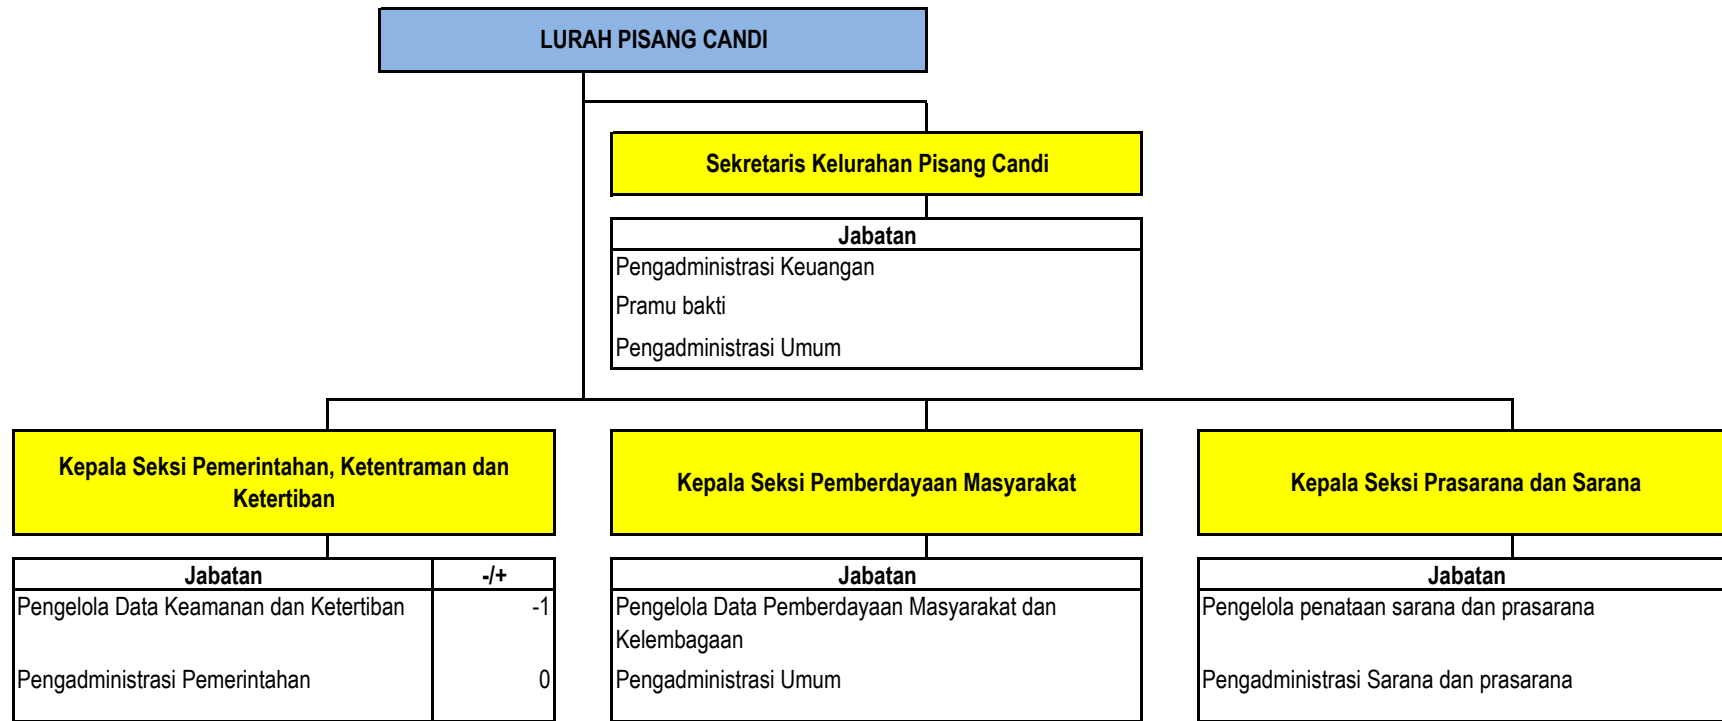 LURAH PISANG CANDI
Sekretaris Kelurahan Pisang Candi
Jabatan
Pengadministrasi Keuangan
Pramu bakti
Pengadministrasi Umum
Kepala Seksi Pemerintahan, Ketentraman dan
Ketertiban
Jabatan -/+
Pengelola Data Keamanan dan Ketertiban -1
Pengadministrasi Pemerintahan 0
Kepala Seksi Pemberdayaan Masyarakat
Jabatan
Pengelola Data Pemberdayaan Masyarakat dan
Kelembagaan
Pengadministrasi Umum
Kepala Seksi Prasarana dan Sarana
Jabatan
Pengelola penataan sarana dan prasarana
Pengadministrasi Sarana dan prasarana